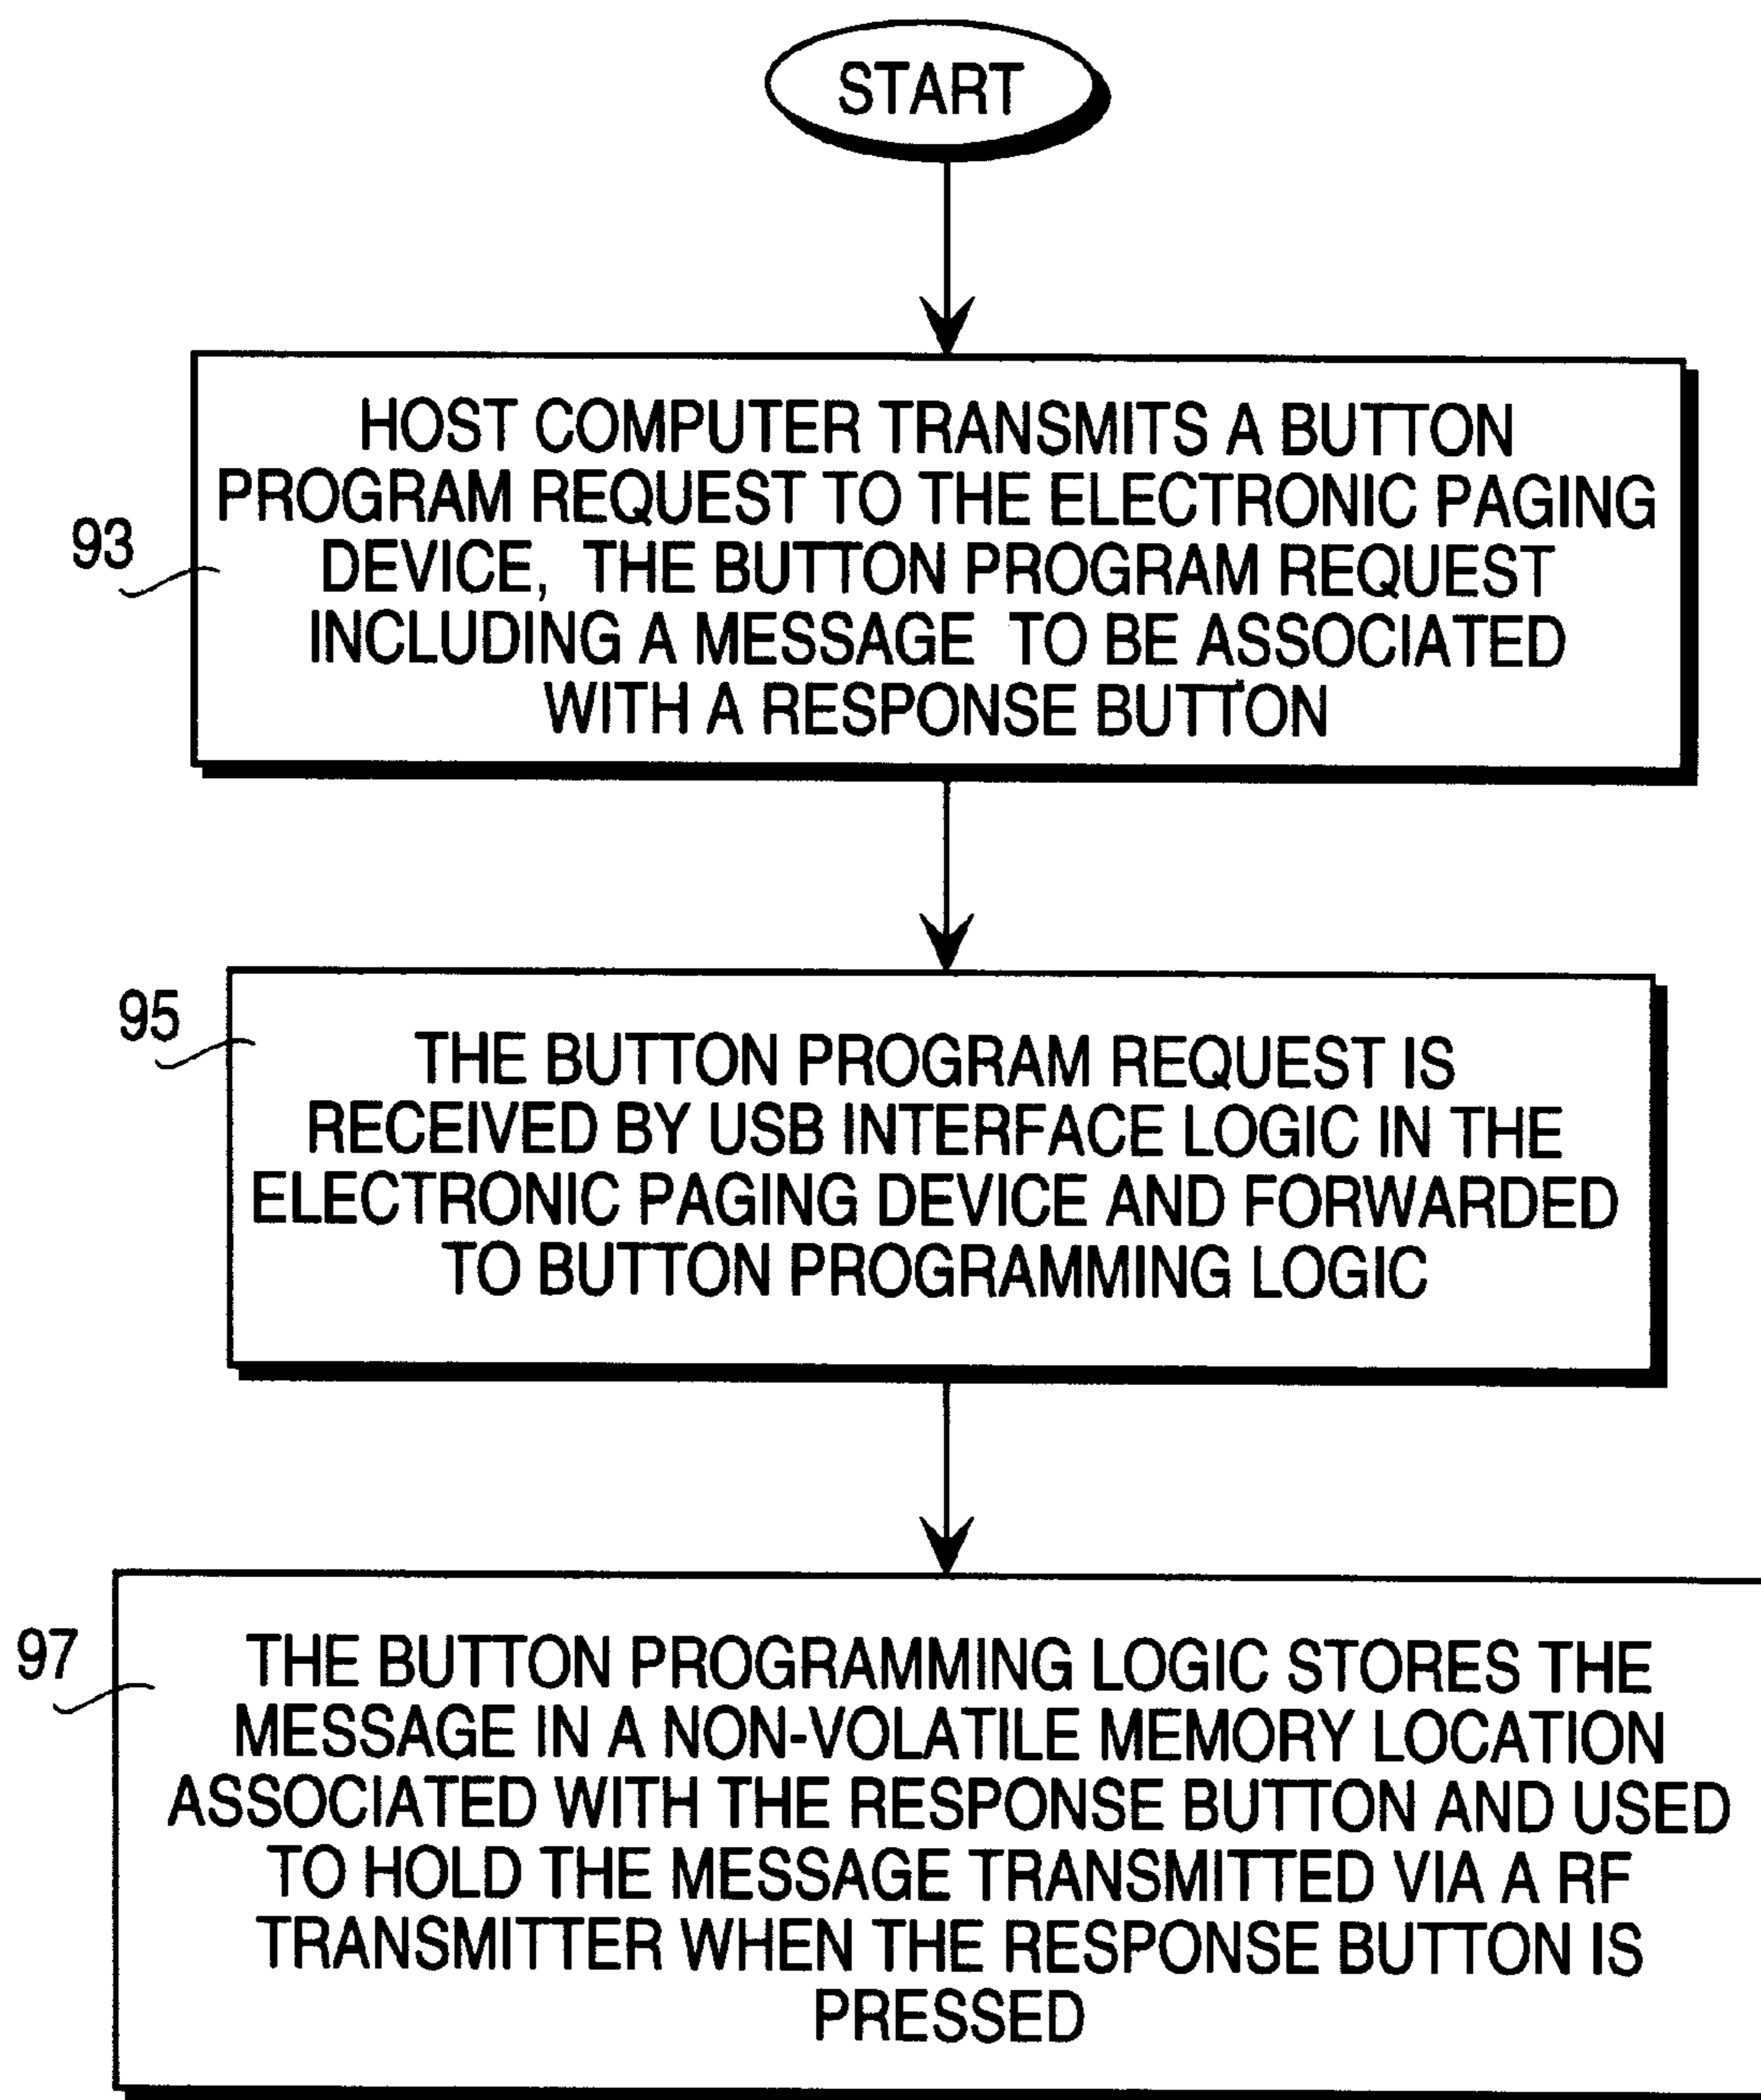 START
HOST COMPUTER TRANSMITS A BUTTON
PROGRAM REQUEST TO THE ELECTRONIC PAGING
DEVICE, THE BUTTON PROGRAM REQUEST
INCLUDING A MESSAGE TO BE ASSOCIATED
WITH A RESPONSE BUTTON
93
THE BUTTON PROGRAM REQUEST IS
RECEIVED BY USB INTERFACE LOGIC IN THE
ELECTRONIC PAGING DEVICE AND FORWARDED
TO BUTTON PROGRAMMING LOGIC
95
THE BUTTON PROGRAMMING LOGIC STORES THE
MESSAGE IN A NON-VOLATILE MEMORY LOCATION
ASSOCIATED WITH THE RESPONSE BUTTON AND USED
TO HOLD THE MESSAGE TRANSMITTED VIA A RF
TRANSMITTER WHEN THE RESPONSE BUTTON IS
PRESSED
97